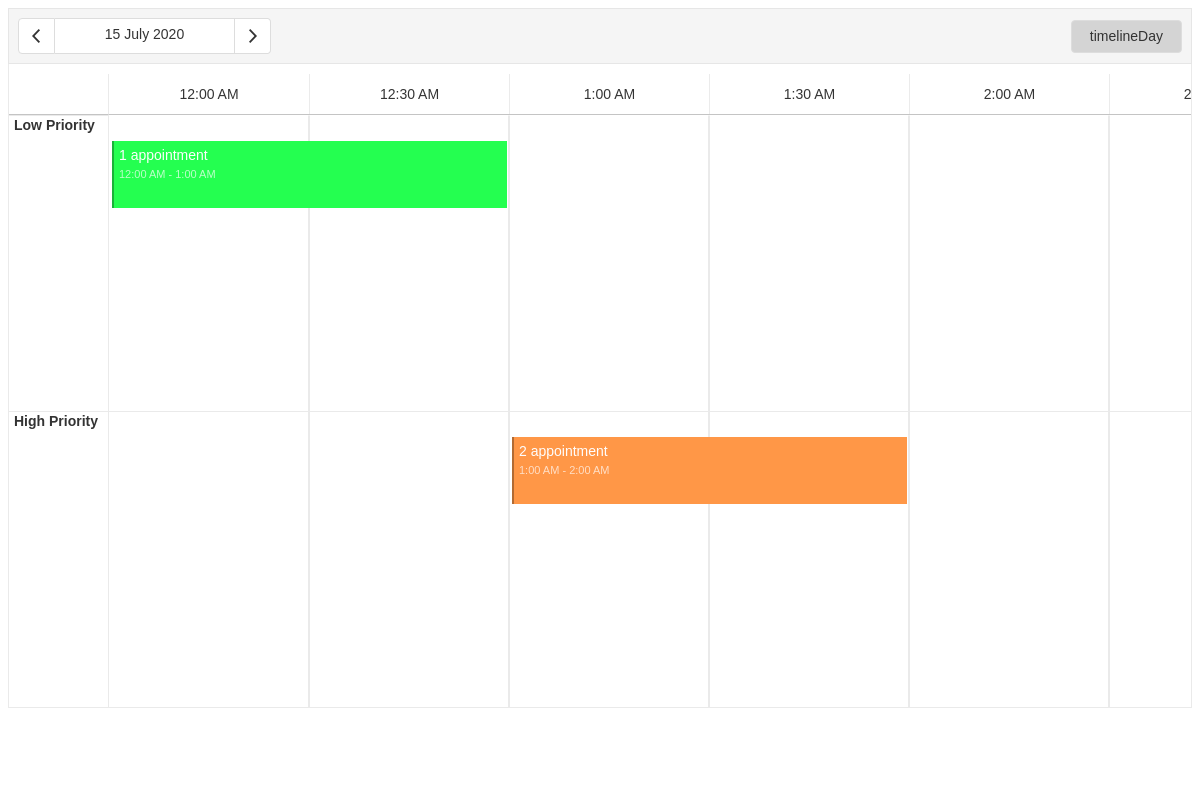 15 July 2020
timelineDay
12:00 AM
12:30 AM
1:00 AM
1:30 AM
2:00 AM
2
Low Priority
1 appointment
12:00 AM - 1:00 AM
High Priority
2 appointment
1:00 AM - 2:00 AM